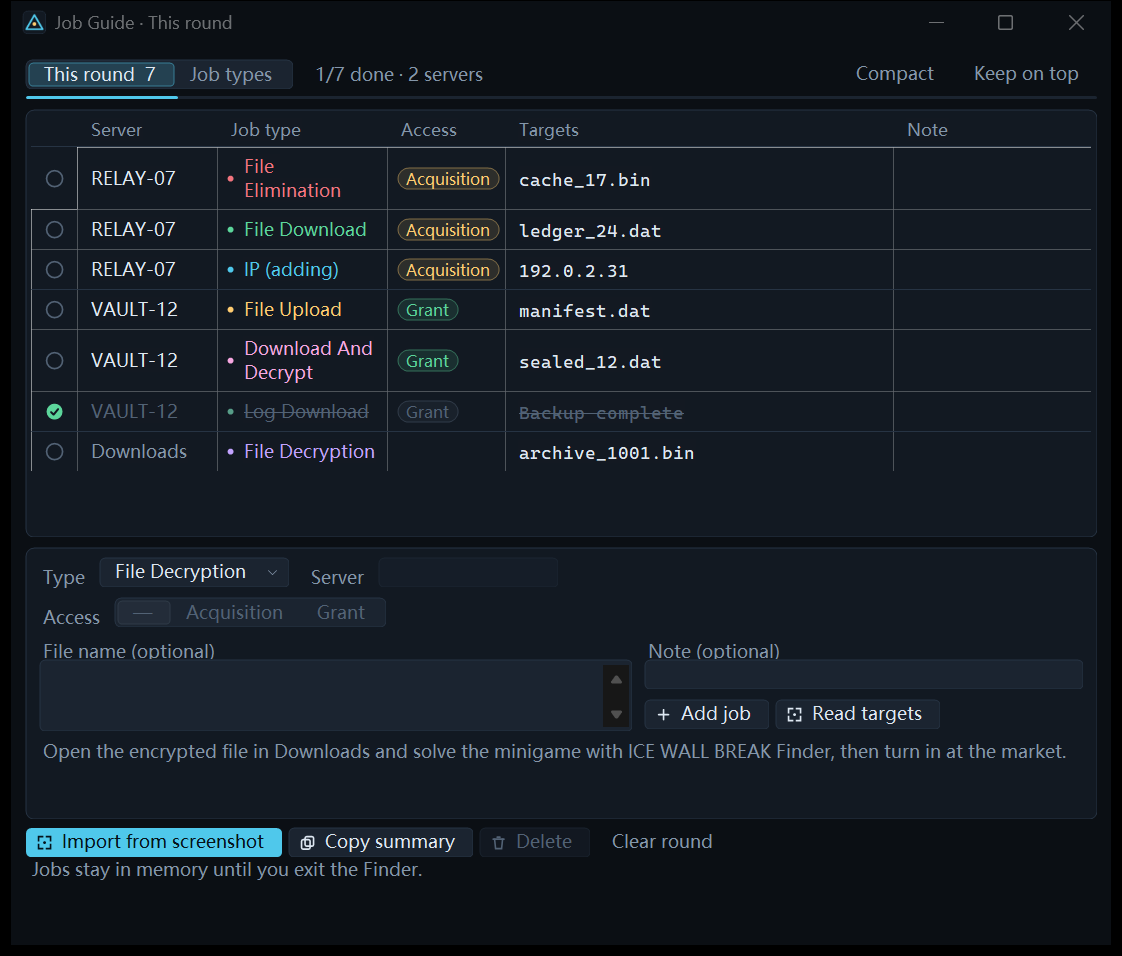 Job Guide · This round
This round 7 Job types 1/7 done · 2 servers Compact Keep on top
Server Job type Access Targets Note
RELAY-07 • File Elimination Acquisition cache_17.bin
RELAY-07 • File Download Acquisition ledger_24.dat
RELAY-07 • IP (adding) Acquisition 192.0.2.31
VAULT-12 • File Upload Grant manifest.dat
VAULT-12 • Download And Decrypt Grant sealed_12.dat
VAULT-12 • Log Download Grant Backup complete
Downloads • File Decryption archive_1001.bin
Type File Decryption Server
Access — Acquisition Grant
File name (optional) Note (optional)
+ Add job Read targets
Open the encrypted file in Downloads and solve the minigame with ICE WALL BREAK Finder, then turn in at the market.
Import from screenshot Copy summary Delete Clear round
Jobs stay in memory until you exit the Finder.